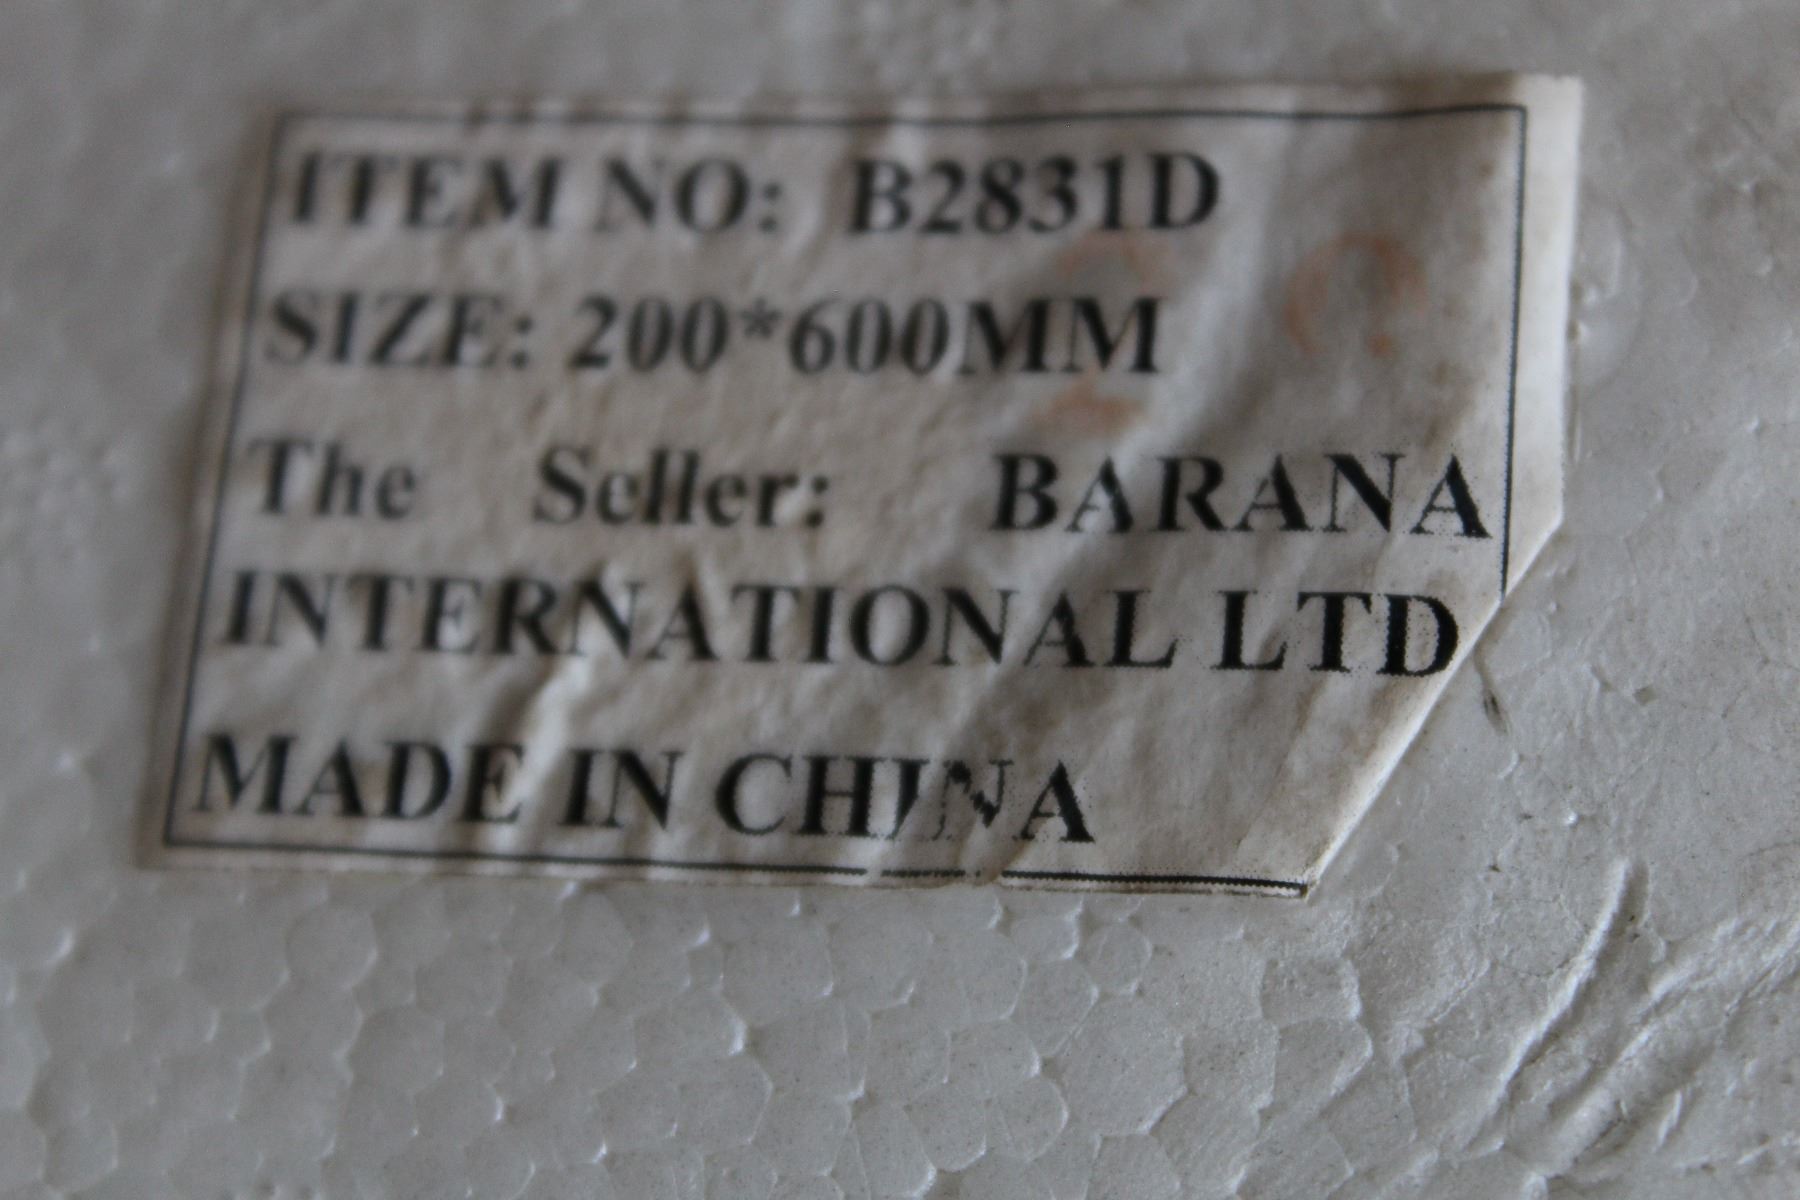 ITEM NO: B2831D
SIZE: 200*600MM
The Seller: BARANA
INTERNATIONAL LTD
MADE IN CHINA